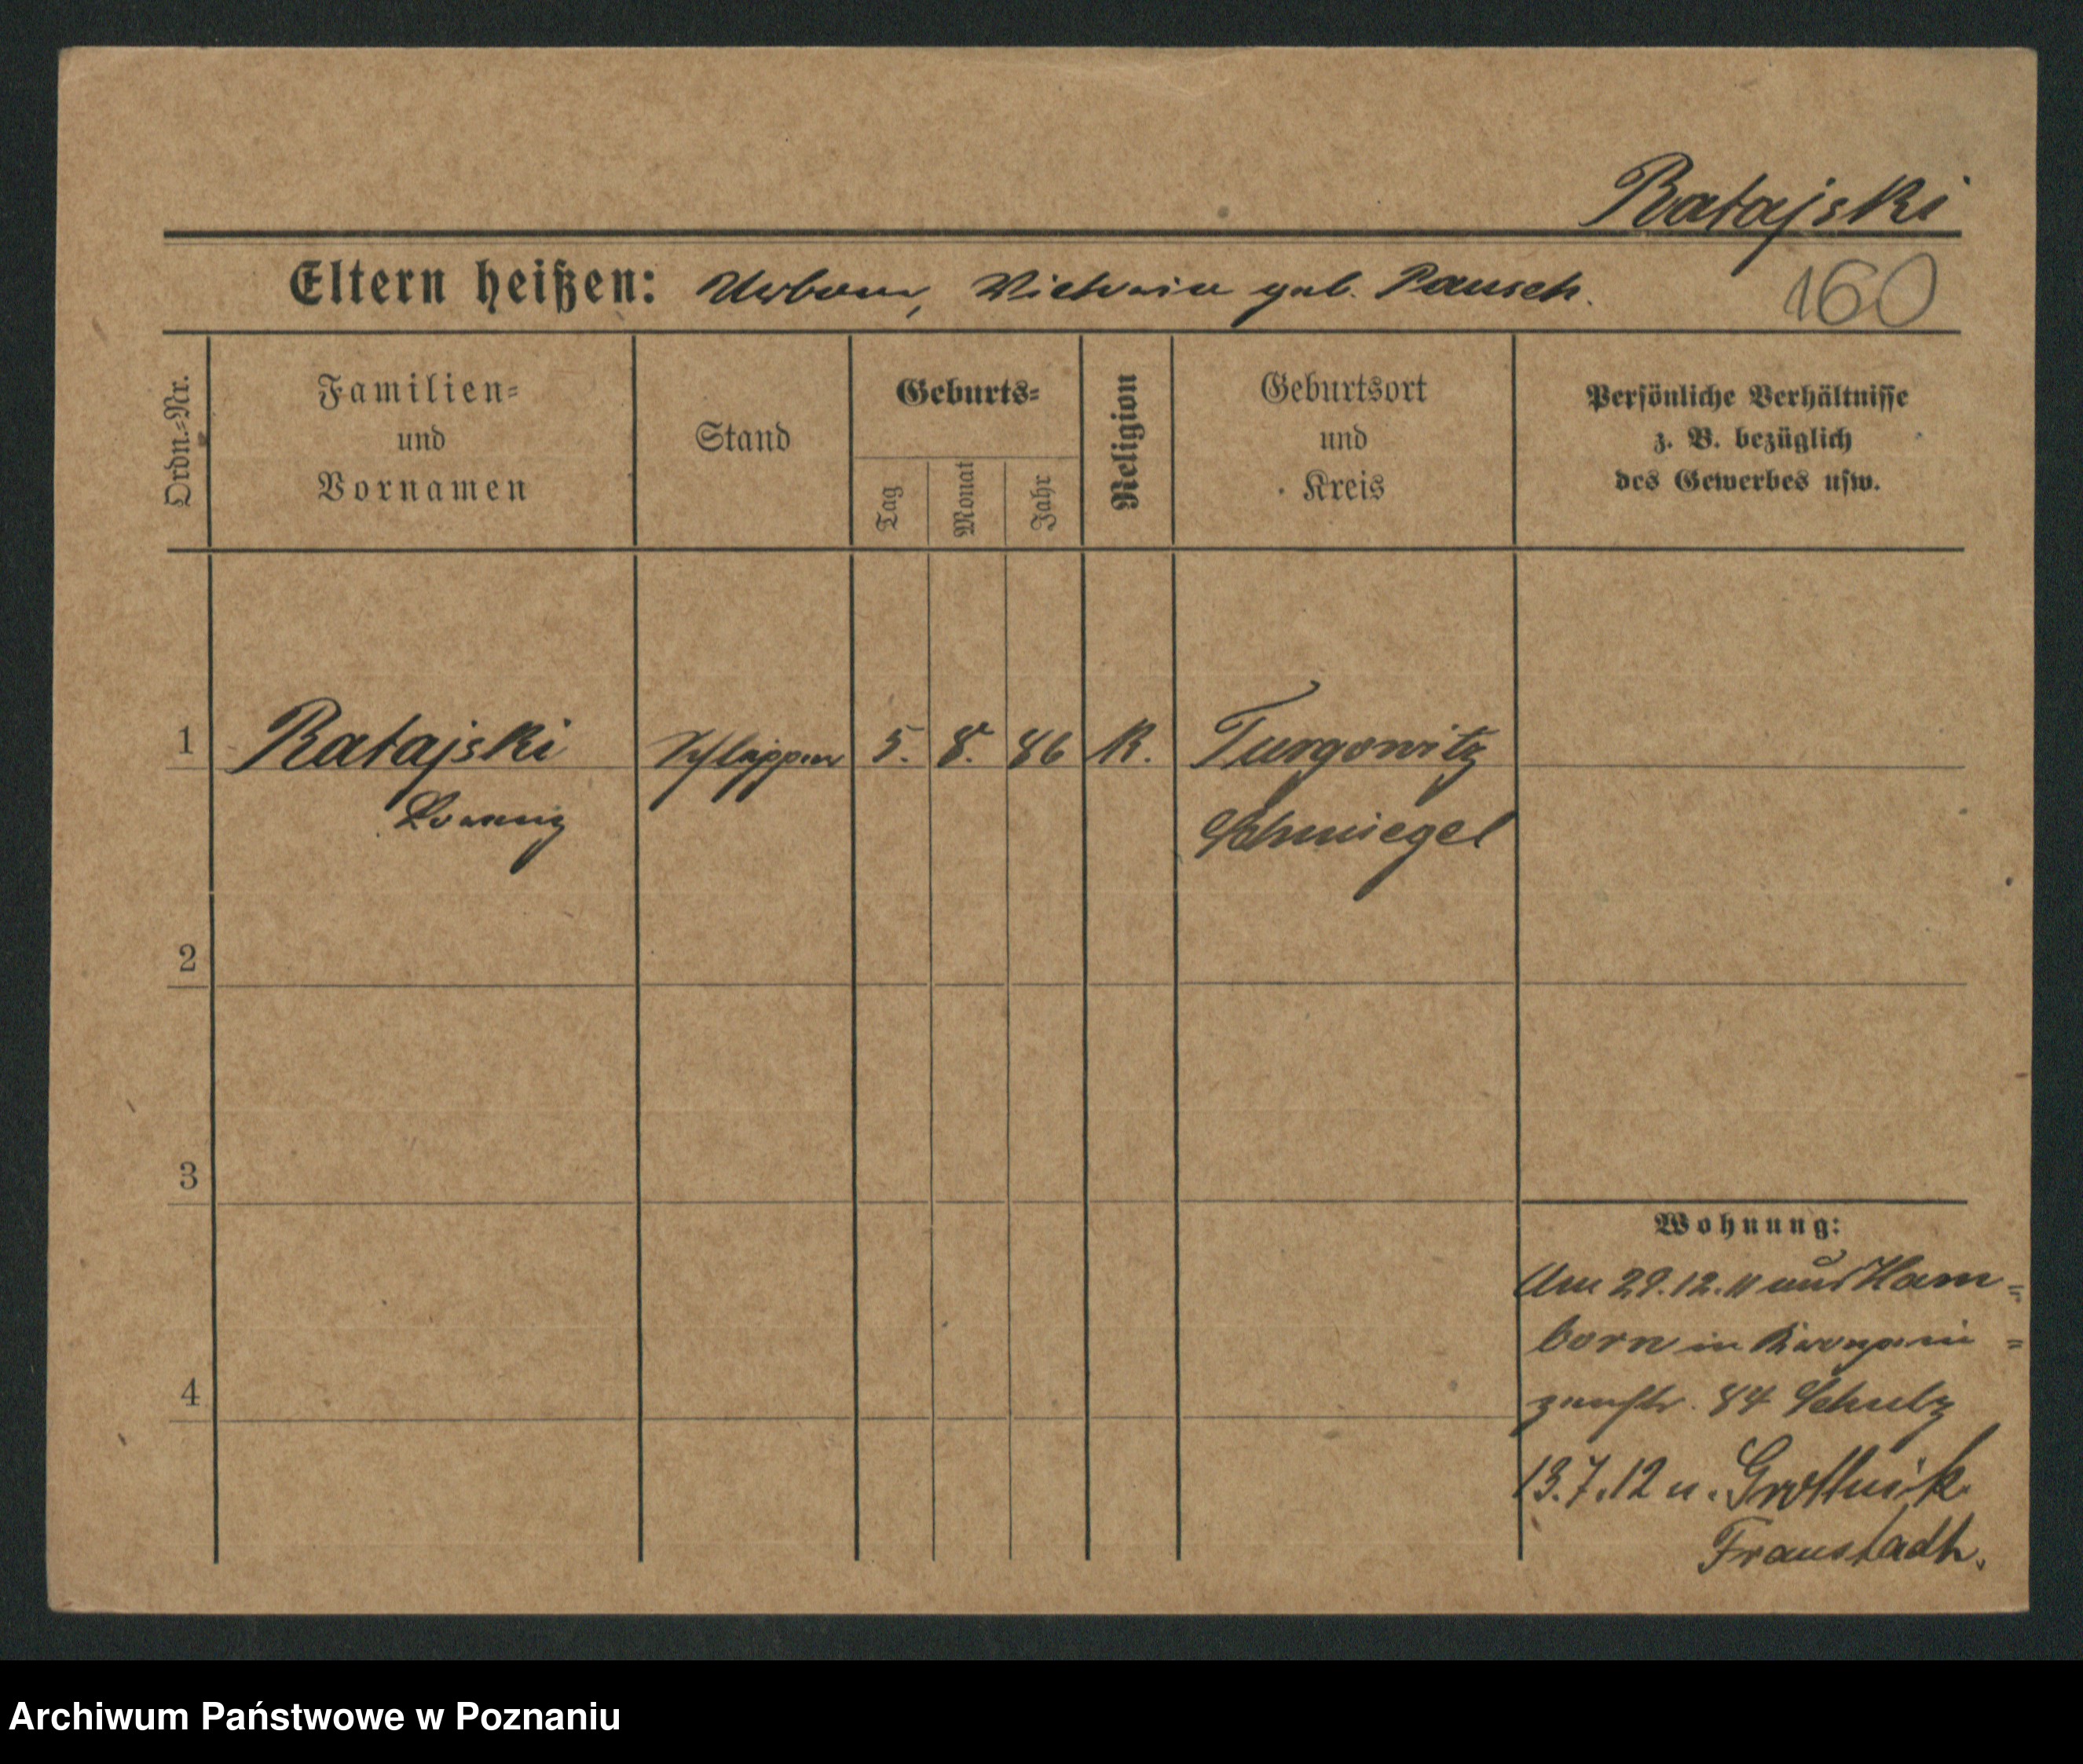 Ratajski
Eltern heißen: Urban, Victoria geb. Pausch.
160
Ordn.-Nr.
Familien-
und
Vornamen
Stand
Geburts-
Tag
Monat
Jahr
Religion
Geburtsort
und
Kreis
Persönliche Verhältnisse
z. B. bezüglich
des Gewerbes usw.
1 Ratajski 5. 8. 86 K. Turgowitz
Schmiegel
2
3
4
Wohnung:
Am 29.12.11 aus Ham=
born in
84 Schulz
13.7.12 n.
Fraustadt.
Archiwum Państwowe w Poznaniu